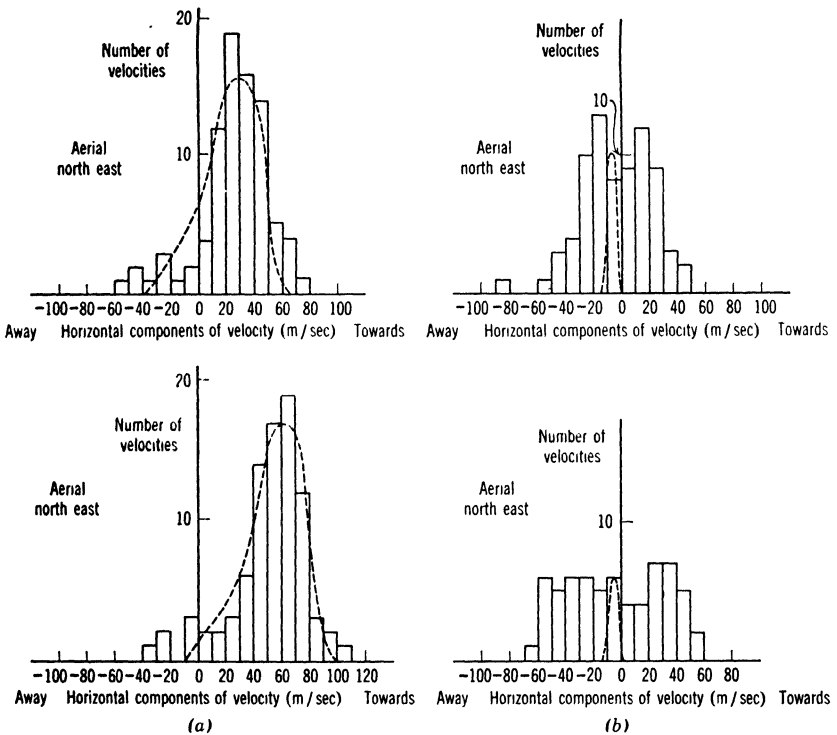 20
Number of
velocities
Aerial
north east
10
-100 -80 -60 -40 -20 0 20 40 60 80 100
Away Horizontal components of velocity (m/sec) Towards
Number of
velocities
10
Aerial
north east
-100 -80 -60 -40 -20 0 20 40 60 80 100
Away Horizontal components of velocity (m/sec) Towards
20
Number of
velocities
Aerial
north east
10
-100 -80 -60 -40 -20 0 20 40 60 80 100 120
Away Horizontal components of velocity (m/sec) Towards
(a)
Number of
velocities
Aerial
north east
10
-100 -80 -60 -40 -20 0 20 40 60 80
Away Horizontal components of velocity (m/sec) Towards
(b)